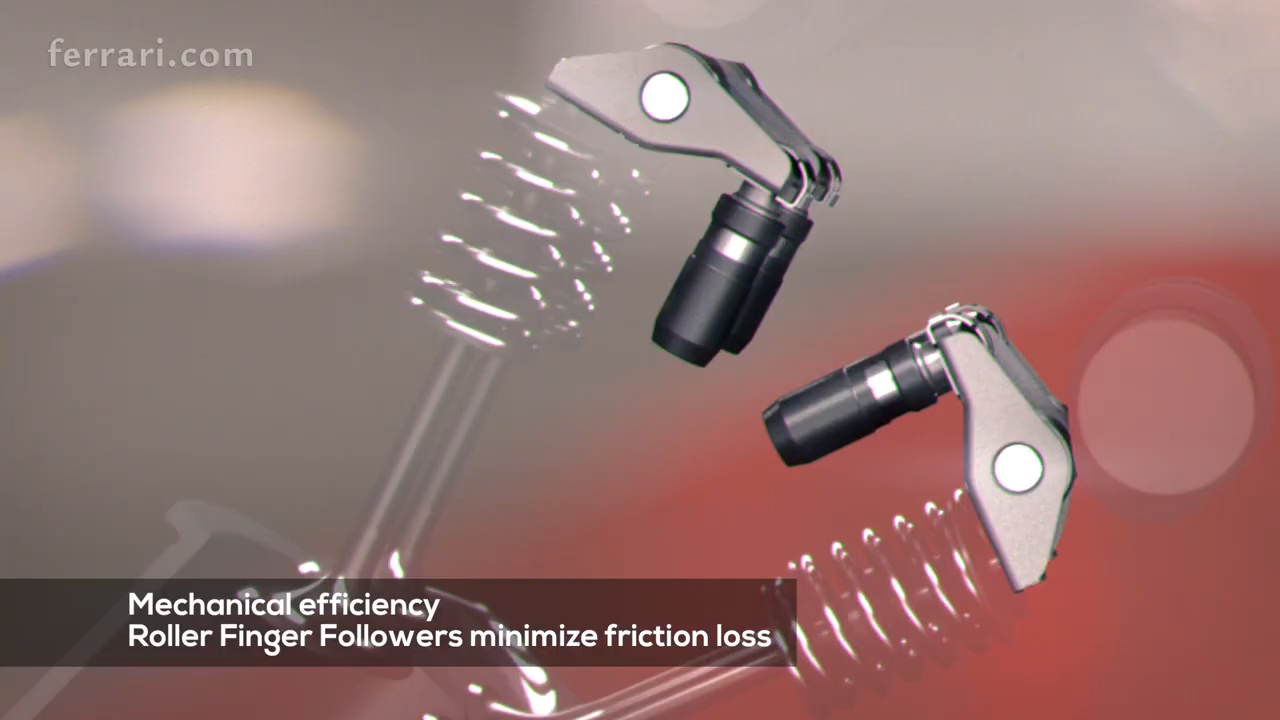 ferrari.com
Mechanical efficiency
Roller Finger Followers minimize friction loss